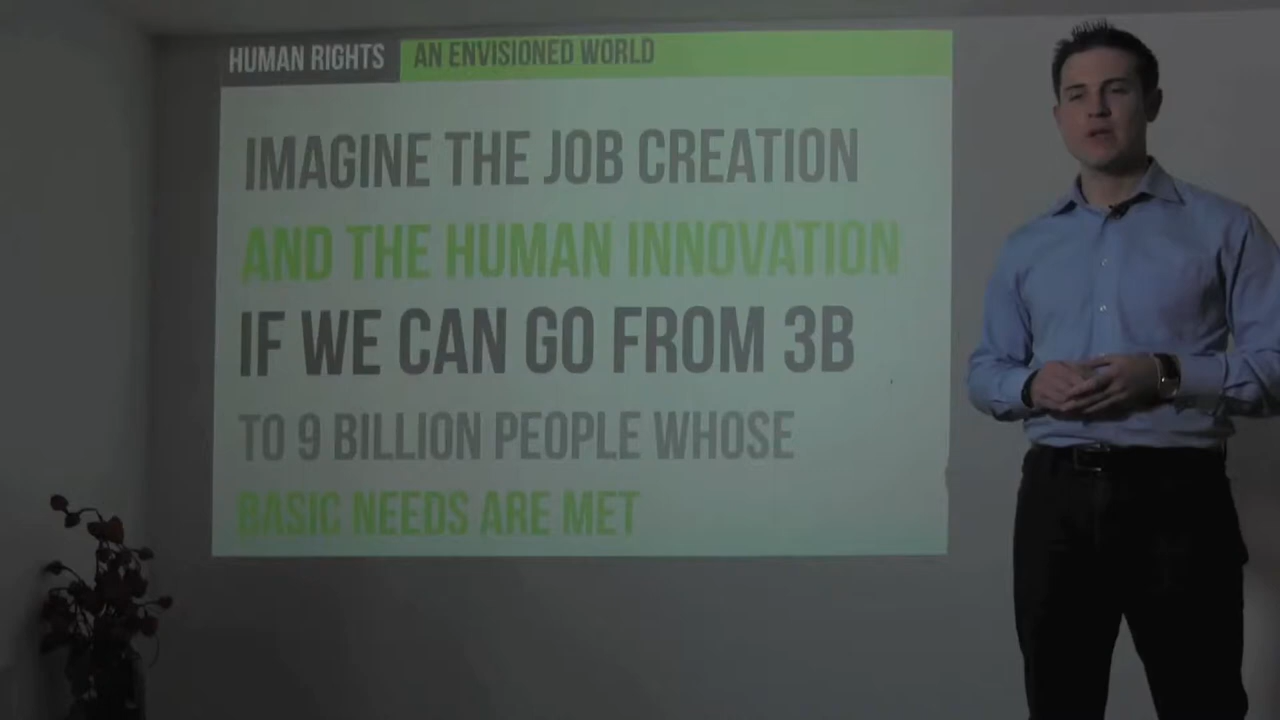 HUMAN RIGHTS AN ENVISIONED WORLD
IMAGINE THE JOB CREATION
AND THE HUMAN INNOVATION
IF WE CAN GO FROM 3B
TO 9 BILLION PEOPLE WHOSE
BASIC NEEDS ARE MET